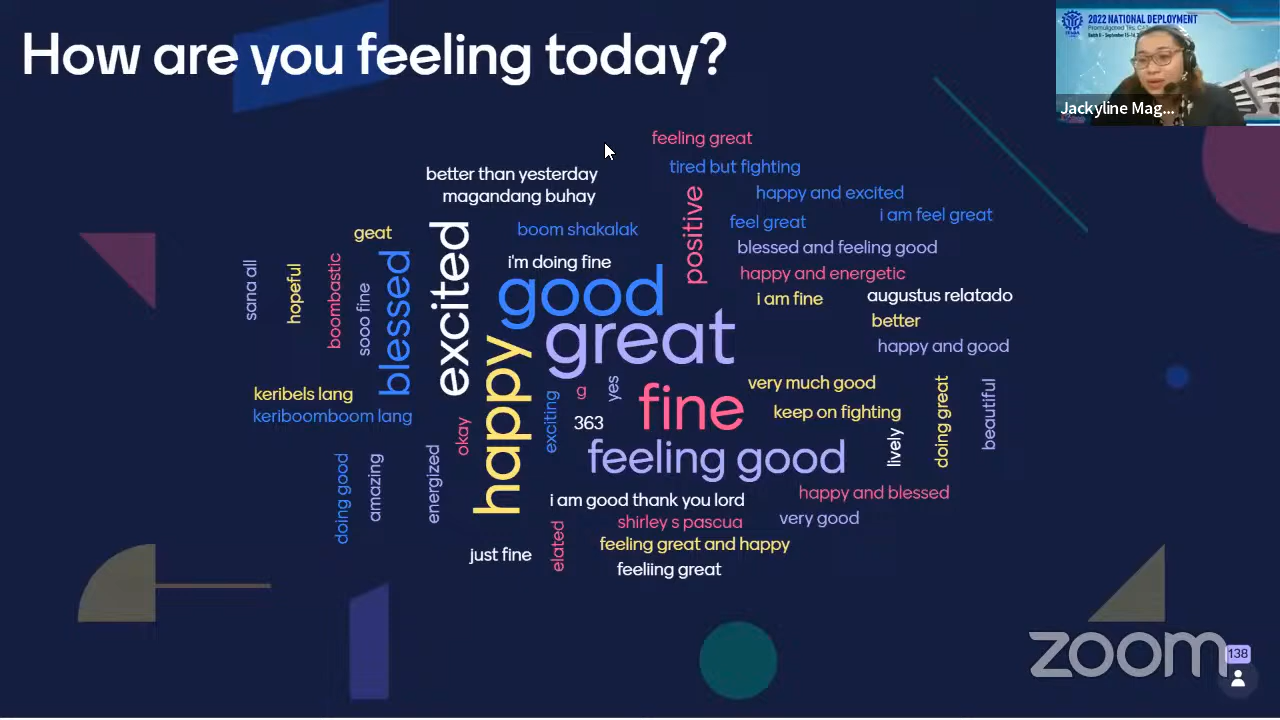 How are you feeling today?
2022 NATIONAL DEPLOYMENT
Jackyline Mag...
feeling great
tired but fighting
better than yesterday
happy and excited
magandang buhay
positive
i am feel great
feel great
boom shakalak
geat
blessed and feeling good
i'm doing fine
happy and energetic
sana all
hopeful
boombastic
sooo fine
blessed
excited
good
i am fine
augustus relatado
better
great
happy and good
happy
keribels lang
exciting
g
yes
fine
very much good
doing great
beautiful
keriboomboom lang
363
keep on fighting
okay
lively
feeling good
doing good
amazing
energized
i am good thank you lord
happy and blessed
shirley s pascua
very good
elated
feeling great and happy
just fine
feeliing great
zoom
138